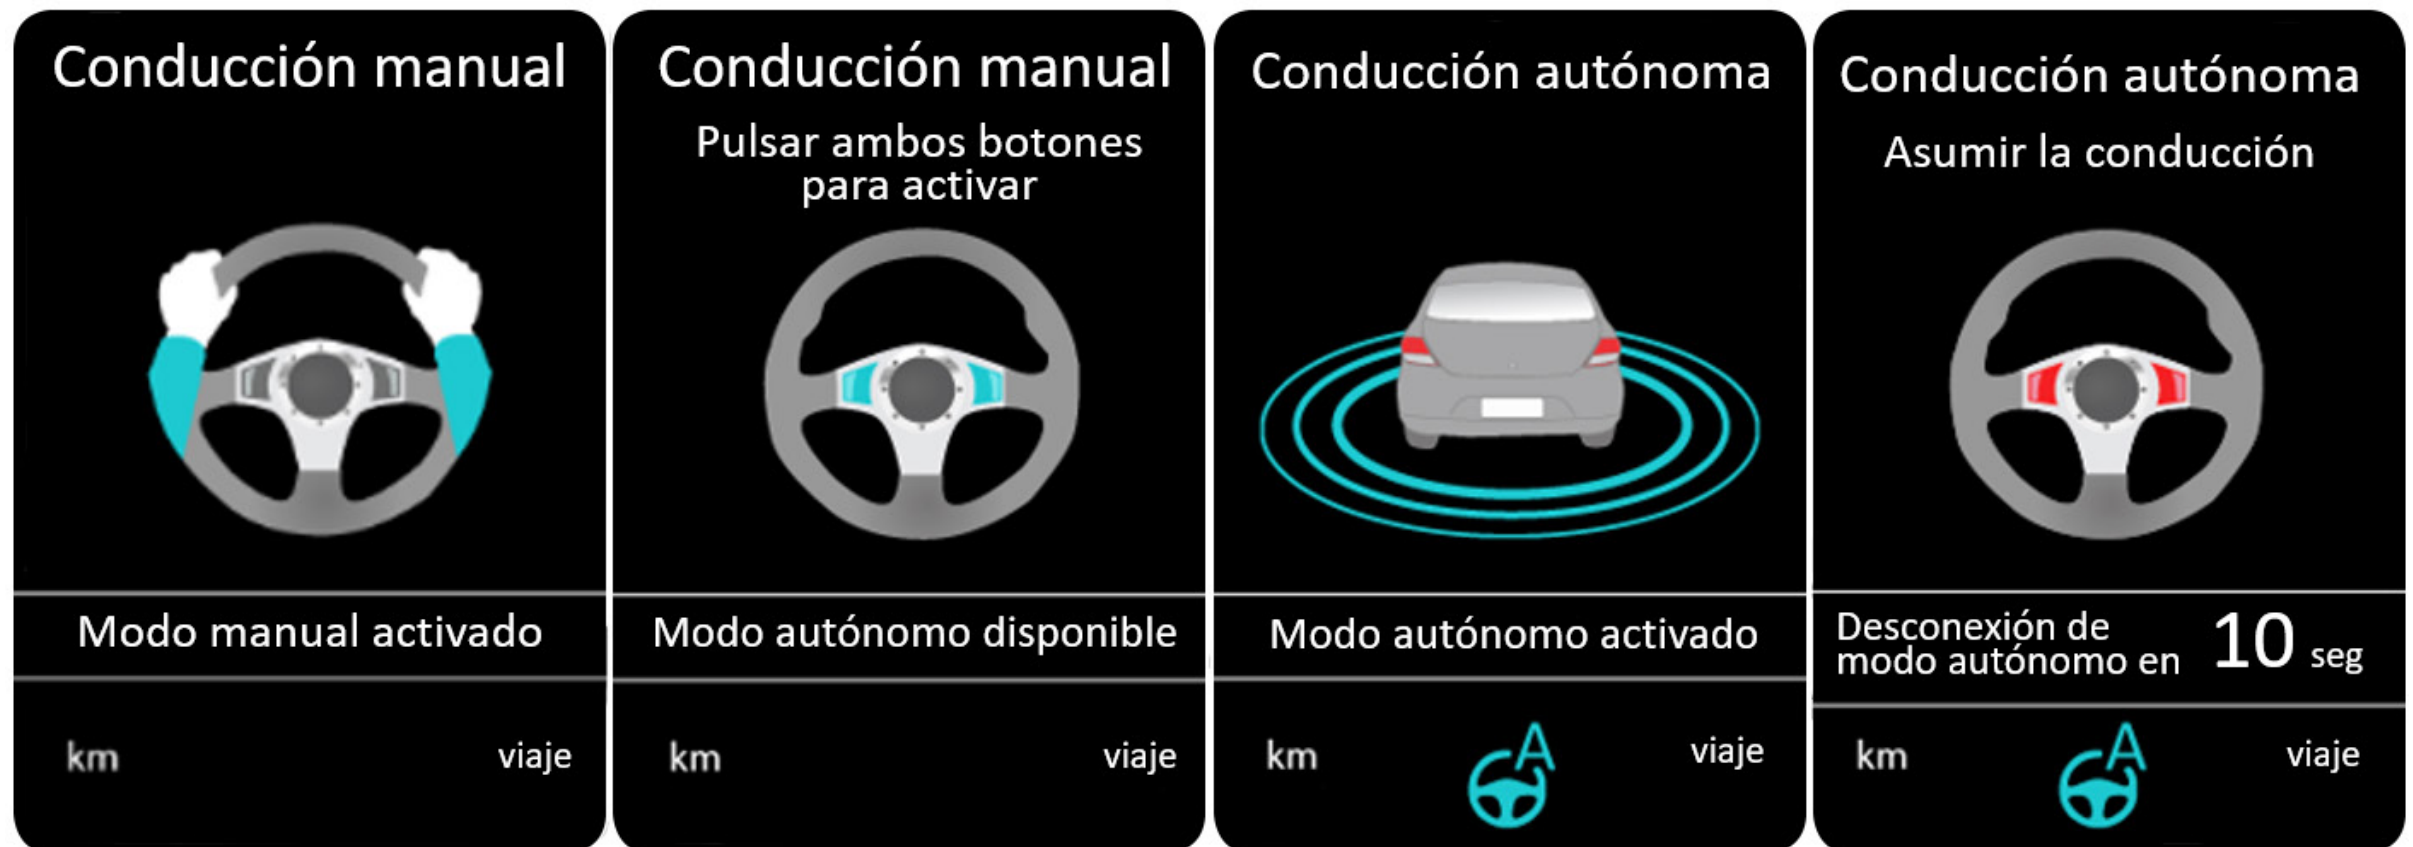 Conducción manual
Modo manual activado
km
viaje
Conducción manual
Pulsar ambos botones
para activar
Modo autónomo disponible
km
viaje
Conducción autónoma
Modo autónomo activado
km
A
viaje
Conducción autónoma
Asumir la conducción
Desconexión de
modo autónomo en 10 seg
km
A
viaje